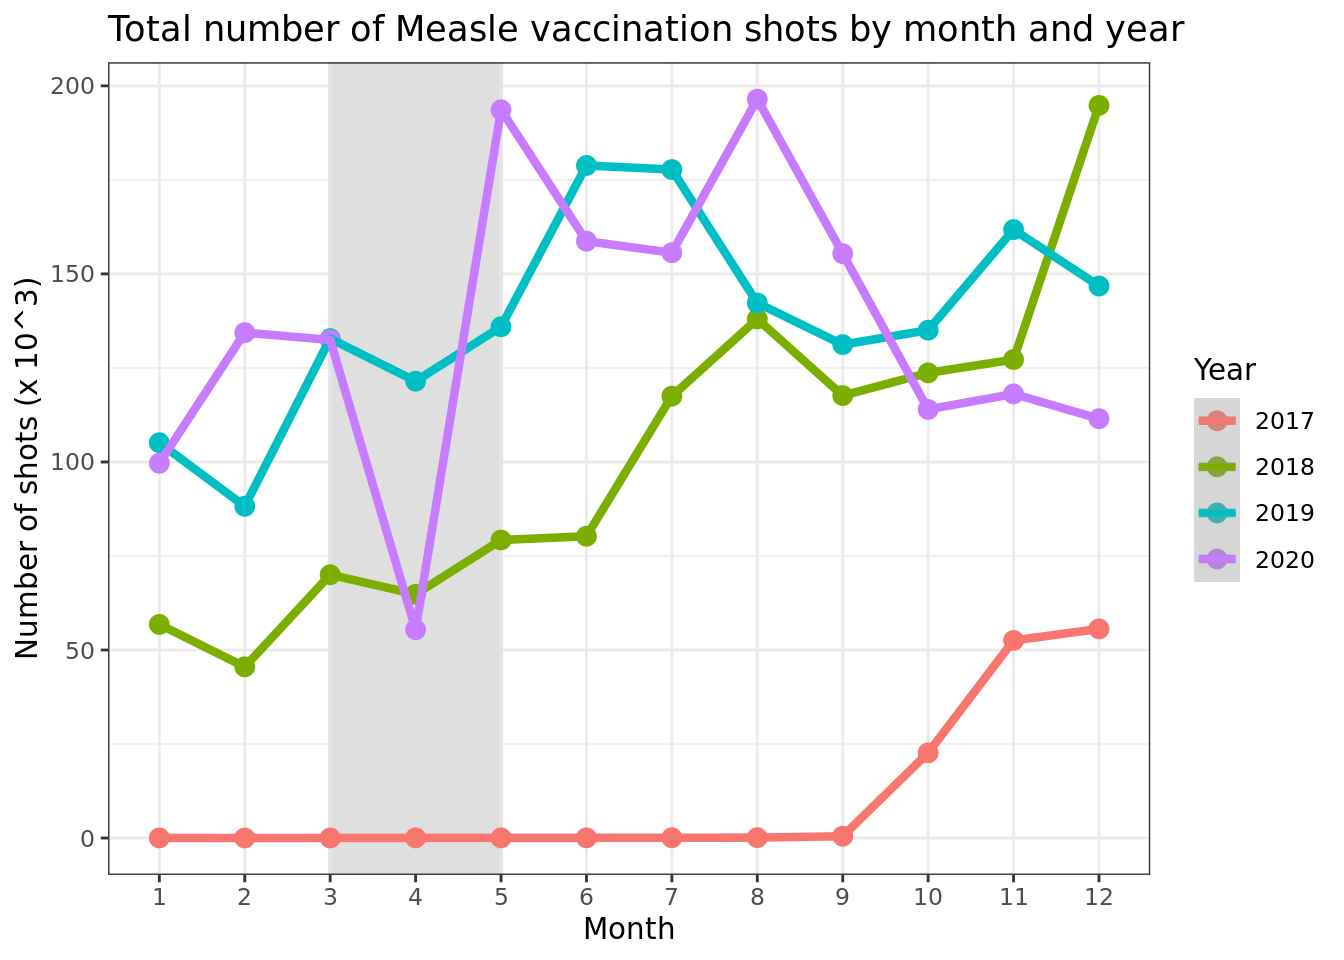 Total number of Measle vaccination shots by month and year
Number of shots (x 10^3)
200
150
100
50
0
1 2 3 4 5 6 7 8 9 10 11 12
Month
Year
2017
2018
2019
2020